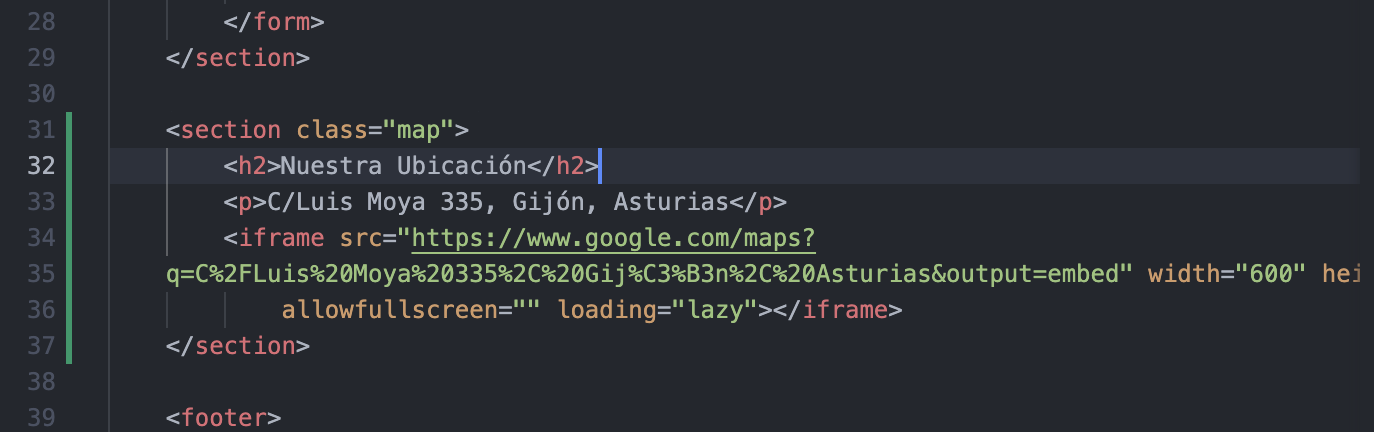 28 </form>
29 </section>
30
31 <section class="map">
32 <h2>Nuestra Ubicación</h2>
33 <p>C/Luis Moya 335, Gijón, Asturias</p>
34 <iframe src="https://www.google.com/maps?
35 q=C%2FLuis%20Moya%20335%2C%20Gij%C3%B3n%2C%20Asturias&output=embed" width="600" hei
36 allowfullscreen="" loading="lazy"></iframe>
37 </section>
38
39 <footer>